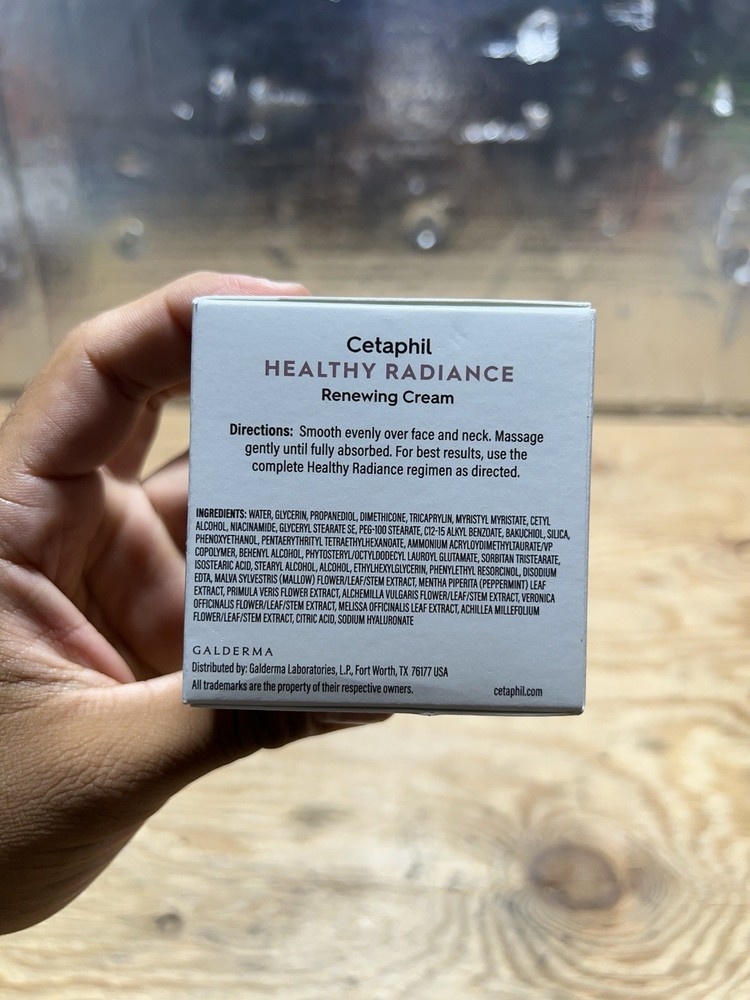 Cetaphil
HEALTHY RADIANCE
Renewing Cream
Directions: Smooth evenly over face and neck. Massage
gently until fully absorbed. For best results, use the
complete Healthy Radiance regimen as directed.
INGREDIENTS: WATER, GLYCERIN, PROPANEDIOL, DIMETHICONE, TRICAPRYLIN, MYRISTYL MYRISTATE, CETYL
ALCOHOL, NIACINAMIDE, GLYCERYL STEARATE SE, PEG-100 STEARATE, C12-15 ALKYL BENZOATE, BAKUCHIOL, SILICA,
PHENOXYETHANOL, PENTAERYTHRITYL TETRAETHYLHEXANOATE, AMMONIUM ACRYLOYDIMETHYLTAURATE/VP
COPOLYMER, BEHENYL ALCOHOL, PHYTOSTERYL/OCTYLDODECYL LAUROYL GLUTAMATE, SORBITAN TRISTEARATE,
ISOSTEARIC ACID, STEARYL ALCOHOL, ALCOHOL, ETHYLHEXYLGLYCERIN, PHENYLETHYL RESORCINOL, DISODIUM
EDTA, MALVA SYLVESTRIS (MALLOW) FLOWER/LEAF/STEM EXTRACT, MENTHA PIPERITA (PEPPERMINT) LEAF
EXTRACT, PRIMULA VERIS FLOWER EXTRACT, ALCHEMILLA VULGARIS FLOWER/LEAF/STEM EXTRACT, VERONICA
OFFICINALIS FLOWER/LEAF/STEM EXTRACT, MELISSA OFFICINALIS LEAF EXTRACT, ACHILLEA MILLEFOLIUM
FLOWER/LEAF/STEM EXTRACT, CITRIC ACID, SODIUM HYALURONATE
GALDERMA
Distributed by: Galderma Laboratories, L.P., Fort Worth, TX 76177 USA
All trademarks are the property of their respective owners.
cetaphil.com